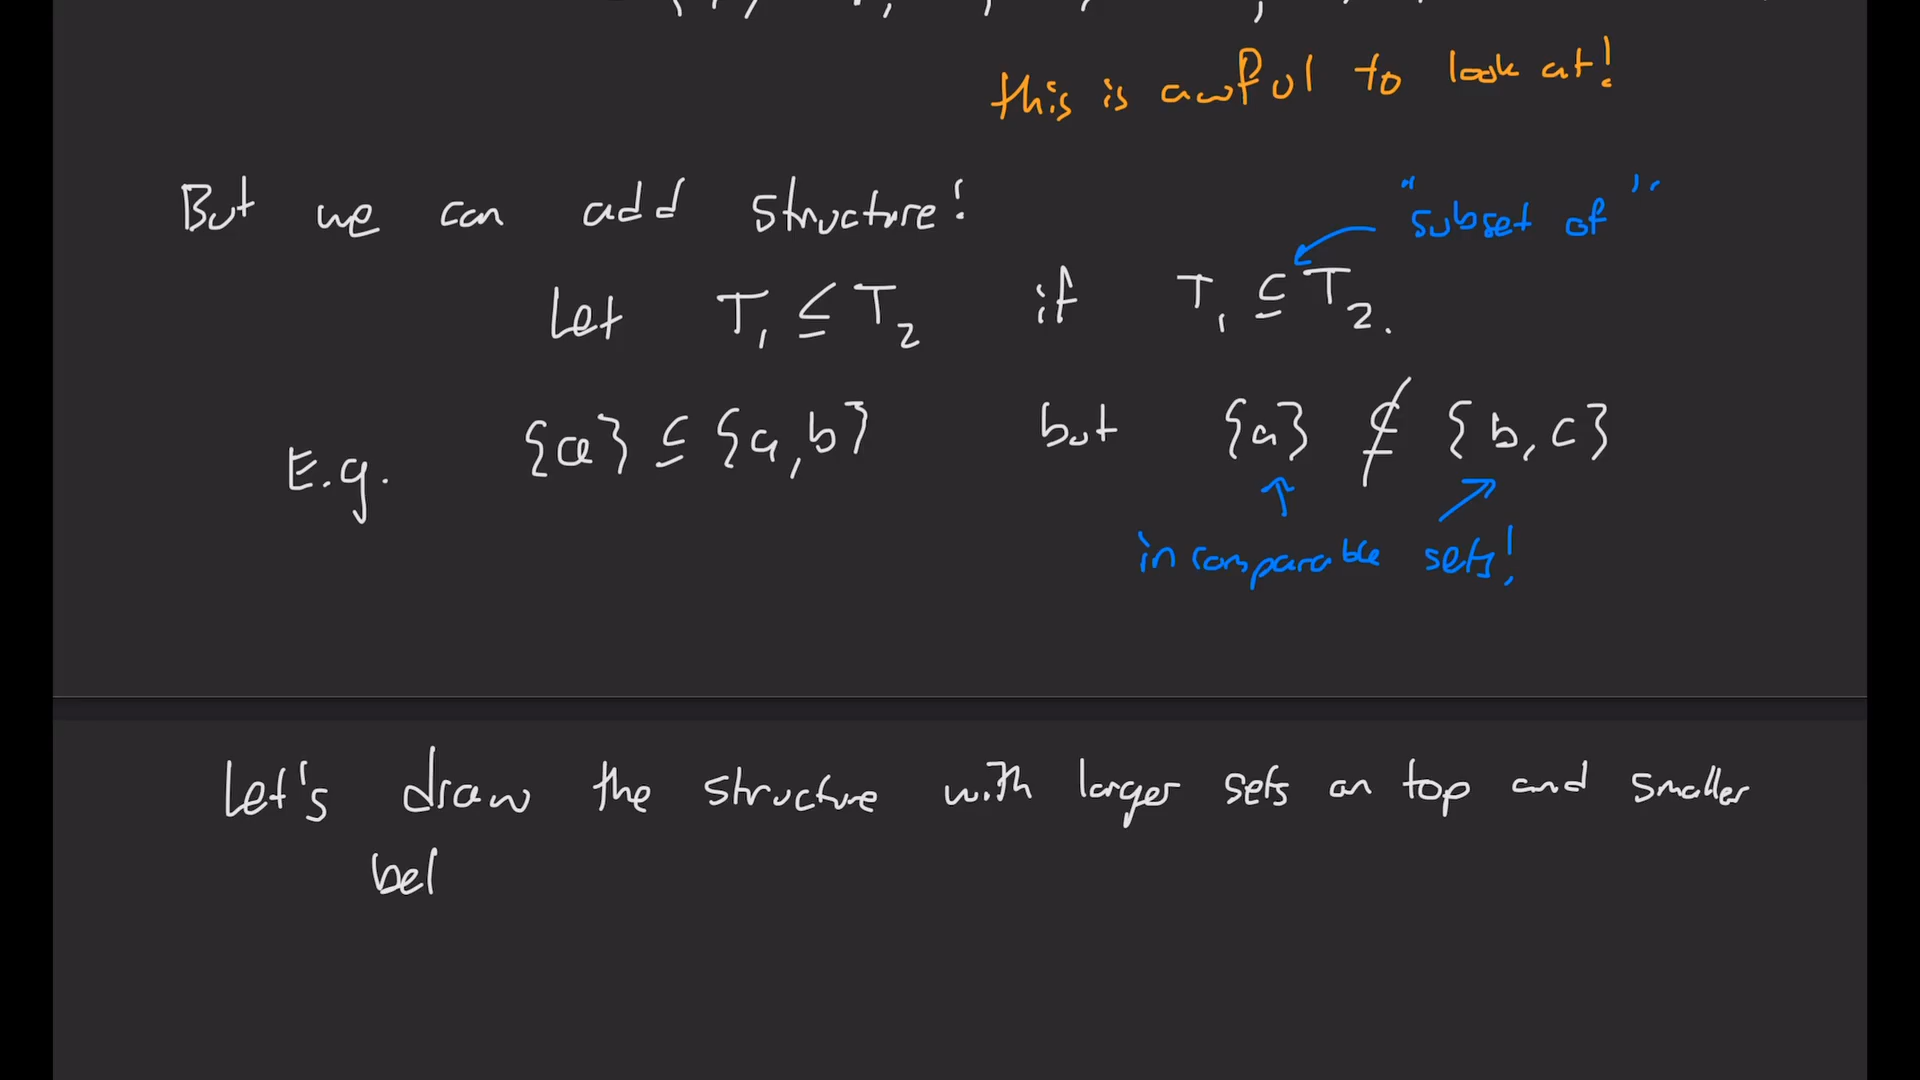 this is awful to look at!
But we can add structure!
"subset of"
Let T₁ ≤ T₂ if T₁ ⊆ T₂.
E.g. {a} ⊆ {a,b} but {a} ⊈ {b,c}
incomparable sets!
Let's draw the structure with larger sets on top and smaller
bel